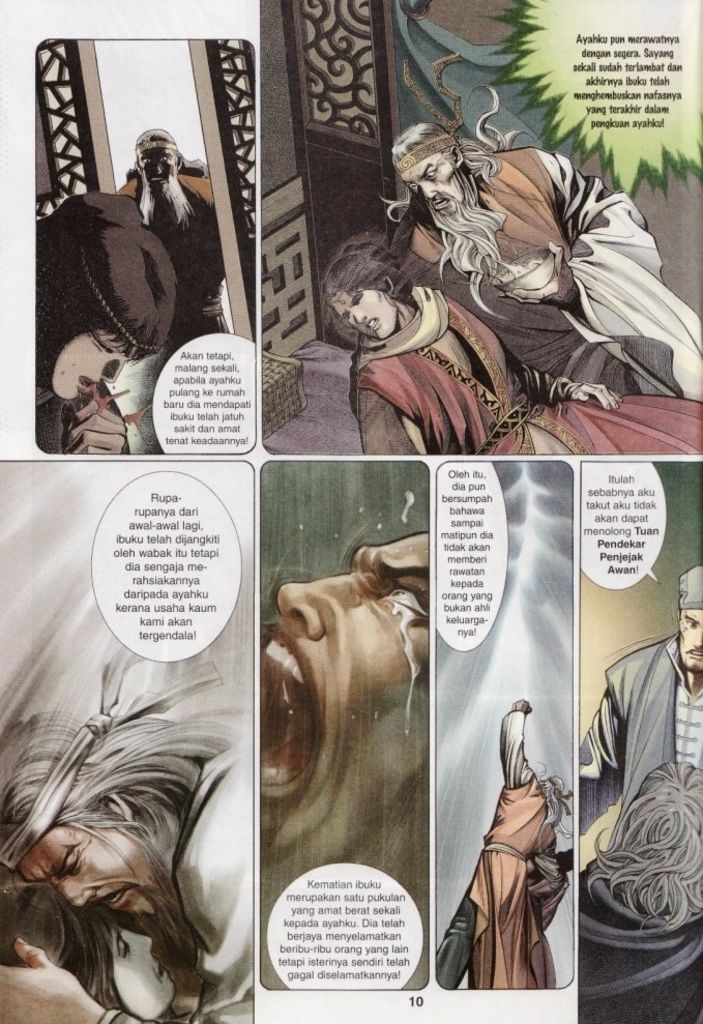 Akan tetapi,
malang sekali,
apabila ayahku
pulang ke rumah
baru dia mendapati
ibuku telah jatuh
sakit dan amat
tenat keadaannya!
Ayahku pun merawatnya
dengan segera. Sayang
sekali sudah terlambat dan
akhirnya ibuku telah
menghembuskan nafasnya
yang terakhir dalam
pengkuan ayahku!
Rupa-
rupanya dari
awal-awal lagi,
ibuku telah dijangkiti
oleh wabak itu tetapi
dia sengaja me-
rahsiakannya
daripada ayahku
kerana usaha kaum
kami akan
tergendala!
Kematian ibuku
merupakan satu pukulan
yang amat berat sekali
kepada ayahku. Dia telah
berjaya menyelamatkan
beribu-ribu orang yang lain
tetapi isterinya sendiri telah
gagal diselamatkannya!
Oleh itu,
dia pun
bersumpah
bahawa
sampai
matipun dia
tidak akan
memberi
rawatan
kepada
orang yang
bukan ahli
keluarga-
nya!
Itulah
sebabnya aku
takut aku tidak
akan dapat
menolong Tuan
Pendekar
Penjejak
Awan!
10